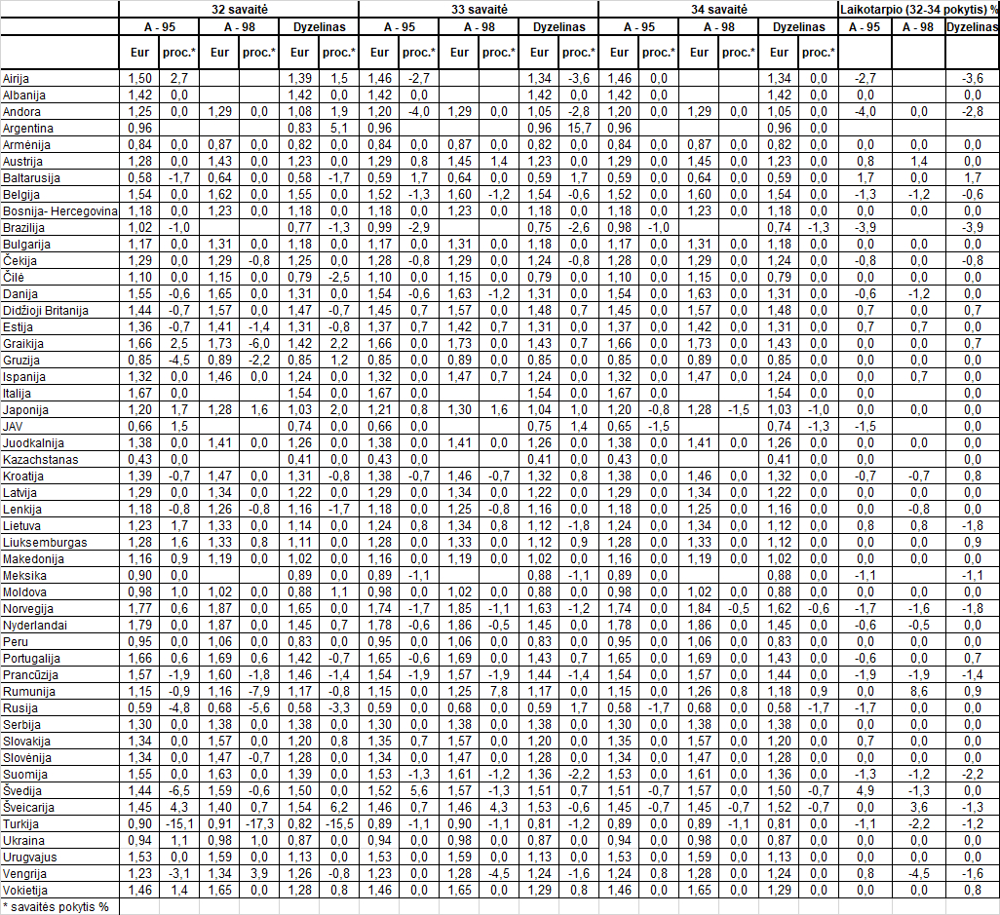 32 savaitė 33 savaitė 34 savaitė Laikotarpio (32-34 pokytis) %
A - 95 A - 98 Dyzelinas A - 95 A - 98 Dyzelinas A - 95 A - 98 Dyzelinas A - 95 A - 98 Dyzelinas
Eur proc.* Eur proc.* Eur proc.* Eur proc.* Eur proc.* Eur proc.* Eur proc.* Eur proc.* Eur proc.*
Airija 1,50 2,7 1,39 1,5 1,46 -2,7 1,34 -3,6 1,46 0,0 1,34 0,0 -2,7 -3,6
Albanija 1,42 0,0 1,42 0,0 1,42 0,0 1,42 0,0 1,42 0,0 1,42 0,0 0,0 0,0
Andora 1,25 0,0 1,29 0,0 1,08 1,9 1,20 -4,0 1,29 0,0 1,05 -2,8 1,20 0,0 1,29 0,0 1,05 0,0 -4,0 0,0 -2,8
Argentina 0,96 0,83 5,1 0,96 0,96 15,7 0,96 0,96 0,0
Armėnija 0,84 0,0 0,87 0,0 0,82 0,0 0,84 0,0 0,87 0,0 0,82 0,0 0,84 0,0 0,87 0,0 0,82 0,0 0,0 0,0 0,0
Austrija 1,28 0,0 1,43 0,0 1,23 0,0 1,29 0,8 1,45 1,4 1,23 0,0 1,29 0,0 1,45 0,0 1,23 0,0 0,8 1,4 0,0
Baltarusija 0,58 -1,7 0,64 0,0 0,58 -1,7 0,59 1,7 0,64 0,0 0,59 1,7 0,59 0,0 0,64 0,0 0,59 0,0 1,7 0,0 1,7
Belgija 1,54 0,0 1,62 0,0 1,55 0,0 1,52 -1,3 1,60 -1,2 1,54 -0,6 1,52 0,0 1,60 0,0 1,54 0,0 -1,3 -1,2 -0,6
Bosnija- Hercegovina 1,18 0,0 1,23 0,0 1,18 0,0 1,18 0,0 1,23 0,0 1,18 0,0 1,18 0,0 1,23 0,0 1,18 0,0 0,0 0,0 0,0
Brazilija 1,02 -1,0 0,77 -1,3 0,99 -2,9 0,75 -2,6 0,98 -1,0 0,74 -1,3 -3,9 -3,9
Bulgarija 1,17 0,0 1,31 0,0 1,18 0,0 1,17 0,0 1,31 0,0 1,18 0,0 1,17 0,0 1,31 0,0 1,18 0,0 0,0 0,0 0,0
Čekija 1,29 0,0 1,29 -0,8 1,25 0,0 1,28 -0,8 1,29 0,0 1,24 -0,8 1,28 0,0 1,29 0,0 1,24 0,0 -0,8 0,0 -0,8
Čilė 1,10 0,0 1,15 0,0 0,79 -2,5 1,10 0,0 1,15 0,0 0,79 0,0 1,10 0,0 1,15 0,0 0,79 0,0 0,0 0,0 0,0
Danija 1,55 -0,6 1,65 0,0 1,31 0,0 1,54 -0,6 1,63 -1,2 1,31 0,0 1,54 0,0 1,63 0,0 1,31 0,0 -0,6 -1,2 0,0
Didžioji Britanija 1,44 -0,7 1,57 0,0 1,47 -0,7 1,45 0,7 1,57 0,0 1,48 0,7 1,45 0,0 1,57 0,0 1,48 0,0 0,7 0,0 0,7
Estija 1,36 -0,7 1,41 -1,4 1,31 -0,8 1,37 0,7 1,42 0,7 1,31 0,0 1,37 0,0 1,42 0,0 1,31 0,0 0,7 0,7 0,0
Graikija 1,66 2,5 1,73 -6,0 1,42 2,2 1,66 0,0 1,73 0,0 1,43 0,7 1,66 0,0 1,73 0,0 1,43 0,0 0,0 0,0 0,7
Gruzija 0,85 -4,5 0,89 -2,2 0,85 1,2 0,85 0,0 0,89 0,0 0,85 0,0 0,85 0,0 0,89 0,0 0,85 0,0 0,0 0,0 0,0
Ispanija 1,32 0,0 1,46 0,0 1,24 0,0 1,32 0,0 1,47 0,7 1,24 0,0 1,32 0,0 1,47 0,0 1,24 0,0 0,0 0,7 0,0
Italija 1,67 0,0 1,54 0,0 1,67 0,0 1,54 0,0 1,67 0,0 1,54 0,0 0,0 0,0
Japonija 1,20 1,7 1,28 1,6 1,03 2,0 1,21 0,8 1,30 1,6 1,04 1,0 1,20 -0,8 1,28 -1,5 1,03 -1,0 0,0 0,0 0,0
JAV 0,66 1,5 0,74 0,0 0,66 0,0 0,75 1,4 0,65 -1,5 0,74 -1,3 -1,5 0,0
Juodkalnija 1,38 0,0 1,41 0,0 1,26 0,0 1,38 0,0 1,41 0,0 1,26 0,0 1,38 0,0 1,41 0,0 1,26 0,0 0,0 0,0 0,0
Kazachstanas 0,43 0,0 0,41 0,0 0,43 0,0 0,41 0,0 0,43 0,0 0,41 0,0 0,0 0,0
Kroatija 1,39 -0,7 1,47 0,0 1,31 -0,8 1,38 -0,7 1,46 -0,7 1,32 0,8 1,38 0,0 1,46 0,0 1,32 0,0 -0,7 -0,7 0,8
Latvija 1,29 0,0 1,34 0,0 1,22 0,0 1,29 0,0 1,34 0,0 1,22 0,0 1,29 0,0 1,34 0,0 1,22 0,0 0,0 0,0 0,0
Lenkija 1,18 -0,8 1,26 -0,8 1,16 -1,7 1,18 0,0 1,25 -0,8 1,16 0,0 1,18 0,0 1,25 0,0 1,16 0,0 0,0 -0,8 0,0
Lietuva 1,23 1,7 1,33 0,0 1,14 0,0 1,24 0,8 1,34 0,8 1,12 -1,8 1,24 0,0 1,34 0,0 1,12 0,0 0,8 0,8 -1,8
Liuksemburgas 1,28 1,6 1,33 0,8 1,11 0,0 1,28 0,0 1,33 0,0 1,12 0,9 1,28 0,0 1,33 0,0 1,12 0,0 0,0 0,0 0,9
Makedonija 1,16 0,9 1,19 0,0 1,02 0,0 1,16 0,0 1,19 0,0 1,02 0,0 1,16 0,0 1,19 0,0 1,02 0,0 0,0 0,0 0,0
Meksika 0,90 0,0 0,89 0,0 0,89 -1,1 0,88 -1,1 0,89 0,0 0,88 0,0 -1,1 -1,1
Moldova 0,98 1,0 1,02 0,0 0,88 1,1 0,98 0,0 1,02 0,0 0,88 0,0 0,98 0,0 1,02 0,0 0,88 0,0 0,0 0,0 0,0
Norvegija 1,77 0,6 1,87 0,0 1,65 0,0 1,74 -1,7 1,85 -1,1 1,63 -1,2 1,74 0,0 1,84 -0,5 1,62 -0,6 -1,7 -1,6 -1,8
Nyderlandai 1,79 0,0 1,87 0,0 1,45 0,7 1,78 -0,6 1,86 -0,5 1,45 0,0 1,78 0,0 1,86 0,0 1,45 0,0 -0,6 -0,5 0,0
Peru 0,95 0,0 1,06 0,0 0,83 0,0 0,95 0,0 1,06 0,0 0,83 0,0 0,95 0,0 1,06 0,0 0,83 0,0 0,0 0,0 0,0
Portugalija 1,66 0,6 1,69 0,6 1,42 -0,7 1,65 -0,6 1,69 0,0 1,43 0,7 1,65 0,0 1,69 0,0 1,43 0,0 -0,6 0,0 0,7
Prancūzija 1,57 -1,9 1,60 -1,8 1,46 -1,4 1,54 -1,9 1,57 -1,9 1,44 -1,4 1,54 0,0 1,57 0,0 1,44 0,0 -1,9 -1,9 -1,4
Rumunija 1,15 -0,9 1,16 -7,9 1,17 -0,8 1,15 0,0 1,25 7,8 1,17 0,0 1,15 0,0 1,26 0,8 1,18 0,9 0,0 8,6 0,9
Rusija 0,59 -4,8 0,68 -5,6 0,58 -3,3 0,59 0,0 0,68 0,0 0,59 1,7 0,58 -1,7 0,68 0,0 0,58 -1,7 -1,7 0,0 0,0
Serbija 1,30 0,0 1,38 0,0 1,38 0,0 1,30 0,0 1,38 0,0 1,38 0,0 1,30 0,0 1,38 0,0 1,38 0,0 0,0 0,0 0,0
Slovakija 1,34 0,0 1,57 0,0 1,20 0,8 1,35 0,7 1,57 0,0 1,20 0,0 1,35 0,0 1,57 0,0 1,20 0,0 0,7 0,0 0,0
Slovėnija 1,34 0,0 1,47 -0,7 1,28 0,0 1,34 0,0 1,47 0,0 1,28 0,0 1,34 0,0 1,47 0,0 1,28 0,0 0,0 0,0 0,0
Suomija 1,55 0,0 1,63 0,0 1,39 0,0 1,53 -1,3 1,61 -1,2 1,36 -2,2 1,53 0,0 1,61 0,0 1,36 0,0 -1,3 -1,2 -2,2
Švedija 1,44 -6,5 1,59 -0,6 1,50 0,0 1,52 5,6 1,57 -1,3 1,51 0,7 1,51 -0,7 1,57 0,0 1,50 -0,7 4,9 -1,3 0,0
Šveicarija 1,45 4,3 1,40 0,7 1,54 6,2 1,46 0,7 1,46 4,3 1,53 -0,6 1,45 -0,7 1,45 -0,7 1,52 -0,7 0,0 3,6 -1,3
Turkija 0,90 -15,1 0,91 -17,3 0,82 -15,5 0,89 -1,1 0,90 -1,1 0,81 -1,2 0,89 0,0 0,89 -1,1 0,81 0,0 -1,1 -2,2 -1,2
Ukraina 0,94 1,1 0,98 1,0 0,87 0,0 0,94 0,0 0,98 0,0 0,87 0,0 0,94 0,0 0,98 0,0 0,87 0,0 0,0 0,0 0,0
Urugvajus 1,53 0,0 1,59 0,0 1,13 0,0 1,53 0,0 1,59 0,0 1,13 0,0 1,53 0,0 1,59 0,0 1,13 0,0 0,0 0,0 0,0
Vengrija 1,23 -3,1 1,34 3,9 1,26 -0,8 1,23 0,0 1,28 -4,5 1,24 -1,6 1,24 0,8 1,28 0,0 1,24 0,0 0,8 -4,5 -1,6
Vokietija 1,46 1,4 1,65 0,0 1,28 0,8 1,46 0,0 1,65 0,0 1,29 0,8 1,46 0,0 1,65 0,0 1,29 0,0 0,0 0,0 0,8
* savaitės pokytis %